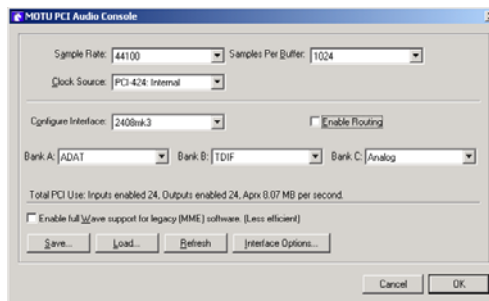 MOTU PCI Audio Console
Sample Rate: 44100 Samples Per Buffer: 1024
Clock Source: PCI-424: Internal
Configure Interface: 2408mk3 Enable Routing
Bank A: ADAT Bank B: TDIF Bank C: Analog
Total PCI Use: Inputs enabled 24, Outputs enabled 24, Aprx 8.07 MB per second.
Enable full Wave support for legacy (MME) software. (Less efficient)
Save... Load... Refresh Interface Options...
Cancel OK